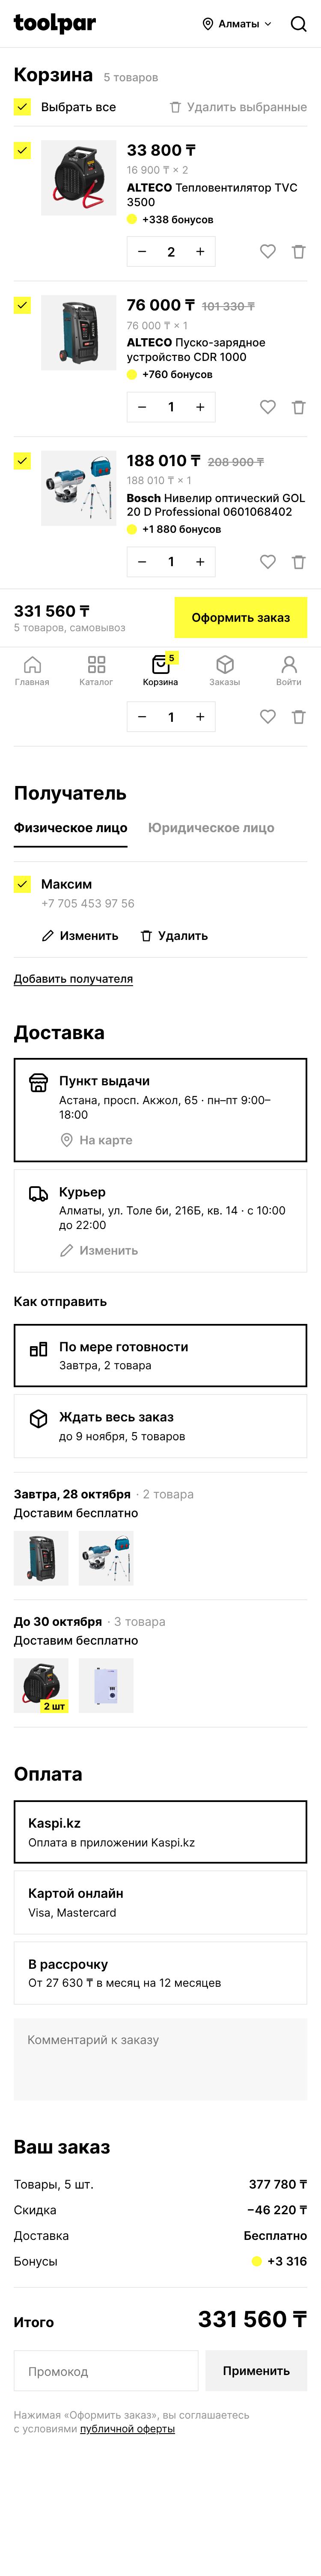 toolpar
Алматы
Корзина 5 товаров
Выбрать все
Удалить выбранные
33 800 ₸
16 900 ₸ × 2
ALTECO Тепловентилятор TVC
3500
+338 бонусов
2
76 000 ₸ 101 330 ₸
76 000 ₸ × 1
ALTECO Пуско-зарядное
устройство CDR 1000
+760 бонусов
1
188 010 ₸ 208 900 ₸
188 010 ₸ × 1
Bosch Нивелир оптический GOL
20 D Professional 0601068402
+1 880 бонусов
1
331 560 ₸
5 товаров, самовывоз
Оформить заказ
5
Главная
Каталог
Корзина
Заказы
Войти
1
Получатель
Физическое лицо
Юридическое лицо
Максим
+7 705 453 97 56
Изменить
Удалить
Добавить получателя
Доставка
Пункт выдачи
Астана, просп. Акжол, 65 · пн–пт 9:00–
18:00
На карте
Курьер
Алматы, ул. Толе би, 216Б, кв. 14 · с 10:00
до 22:00
Изменить
Как отправить
По мере готовности
Завтра, 2 товара
Ждать весь заказ
до 9 ноября, 5 товаров
Завтра, 28 октября · 2 товара
Доставим бесплатно
До 30 октября · 3 товара
Доставим бесплатно
2 шт
Оплата
Kaspi.kz
Оплата в приложении Kaspi.kz
Картой онлайн
Visa, Mastercard
В рассрочку
От 27 630 ₸ в месяц на 12 месяцев
Комментарий к заказу
Ваш заказ
Товары, 5 шт. 377 780 ₸
Скидка −46 220 ₸
Доставка Бесплатно
Бонусы +3 316
Итого 331 560 ₸
Промокод
Применить
Нажимая «Оформить заказ», вы соглашаетесь
с условиями публичной оферты